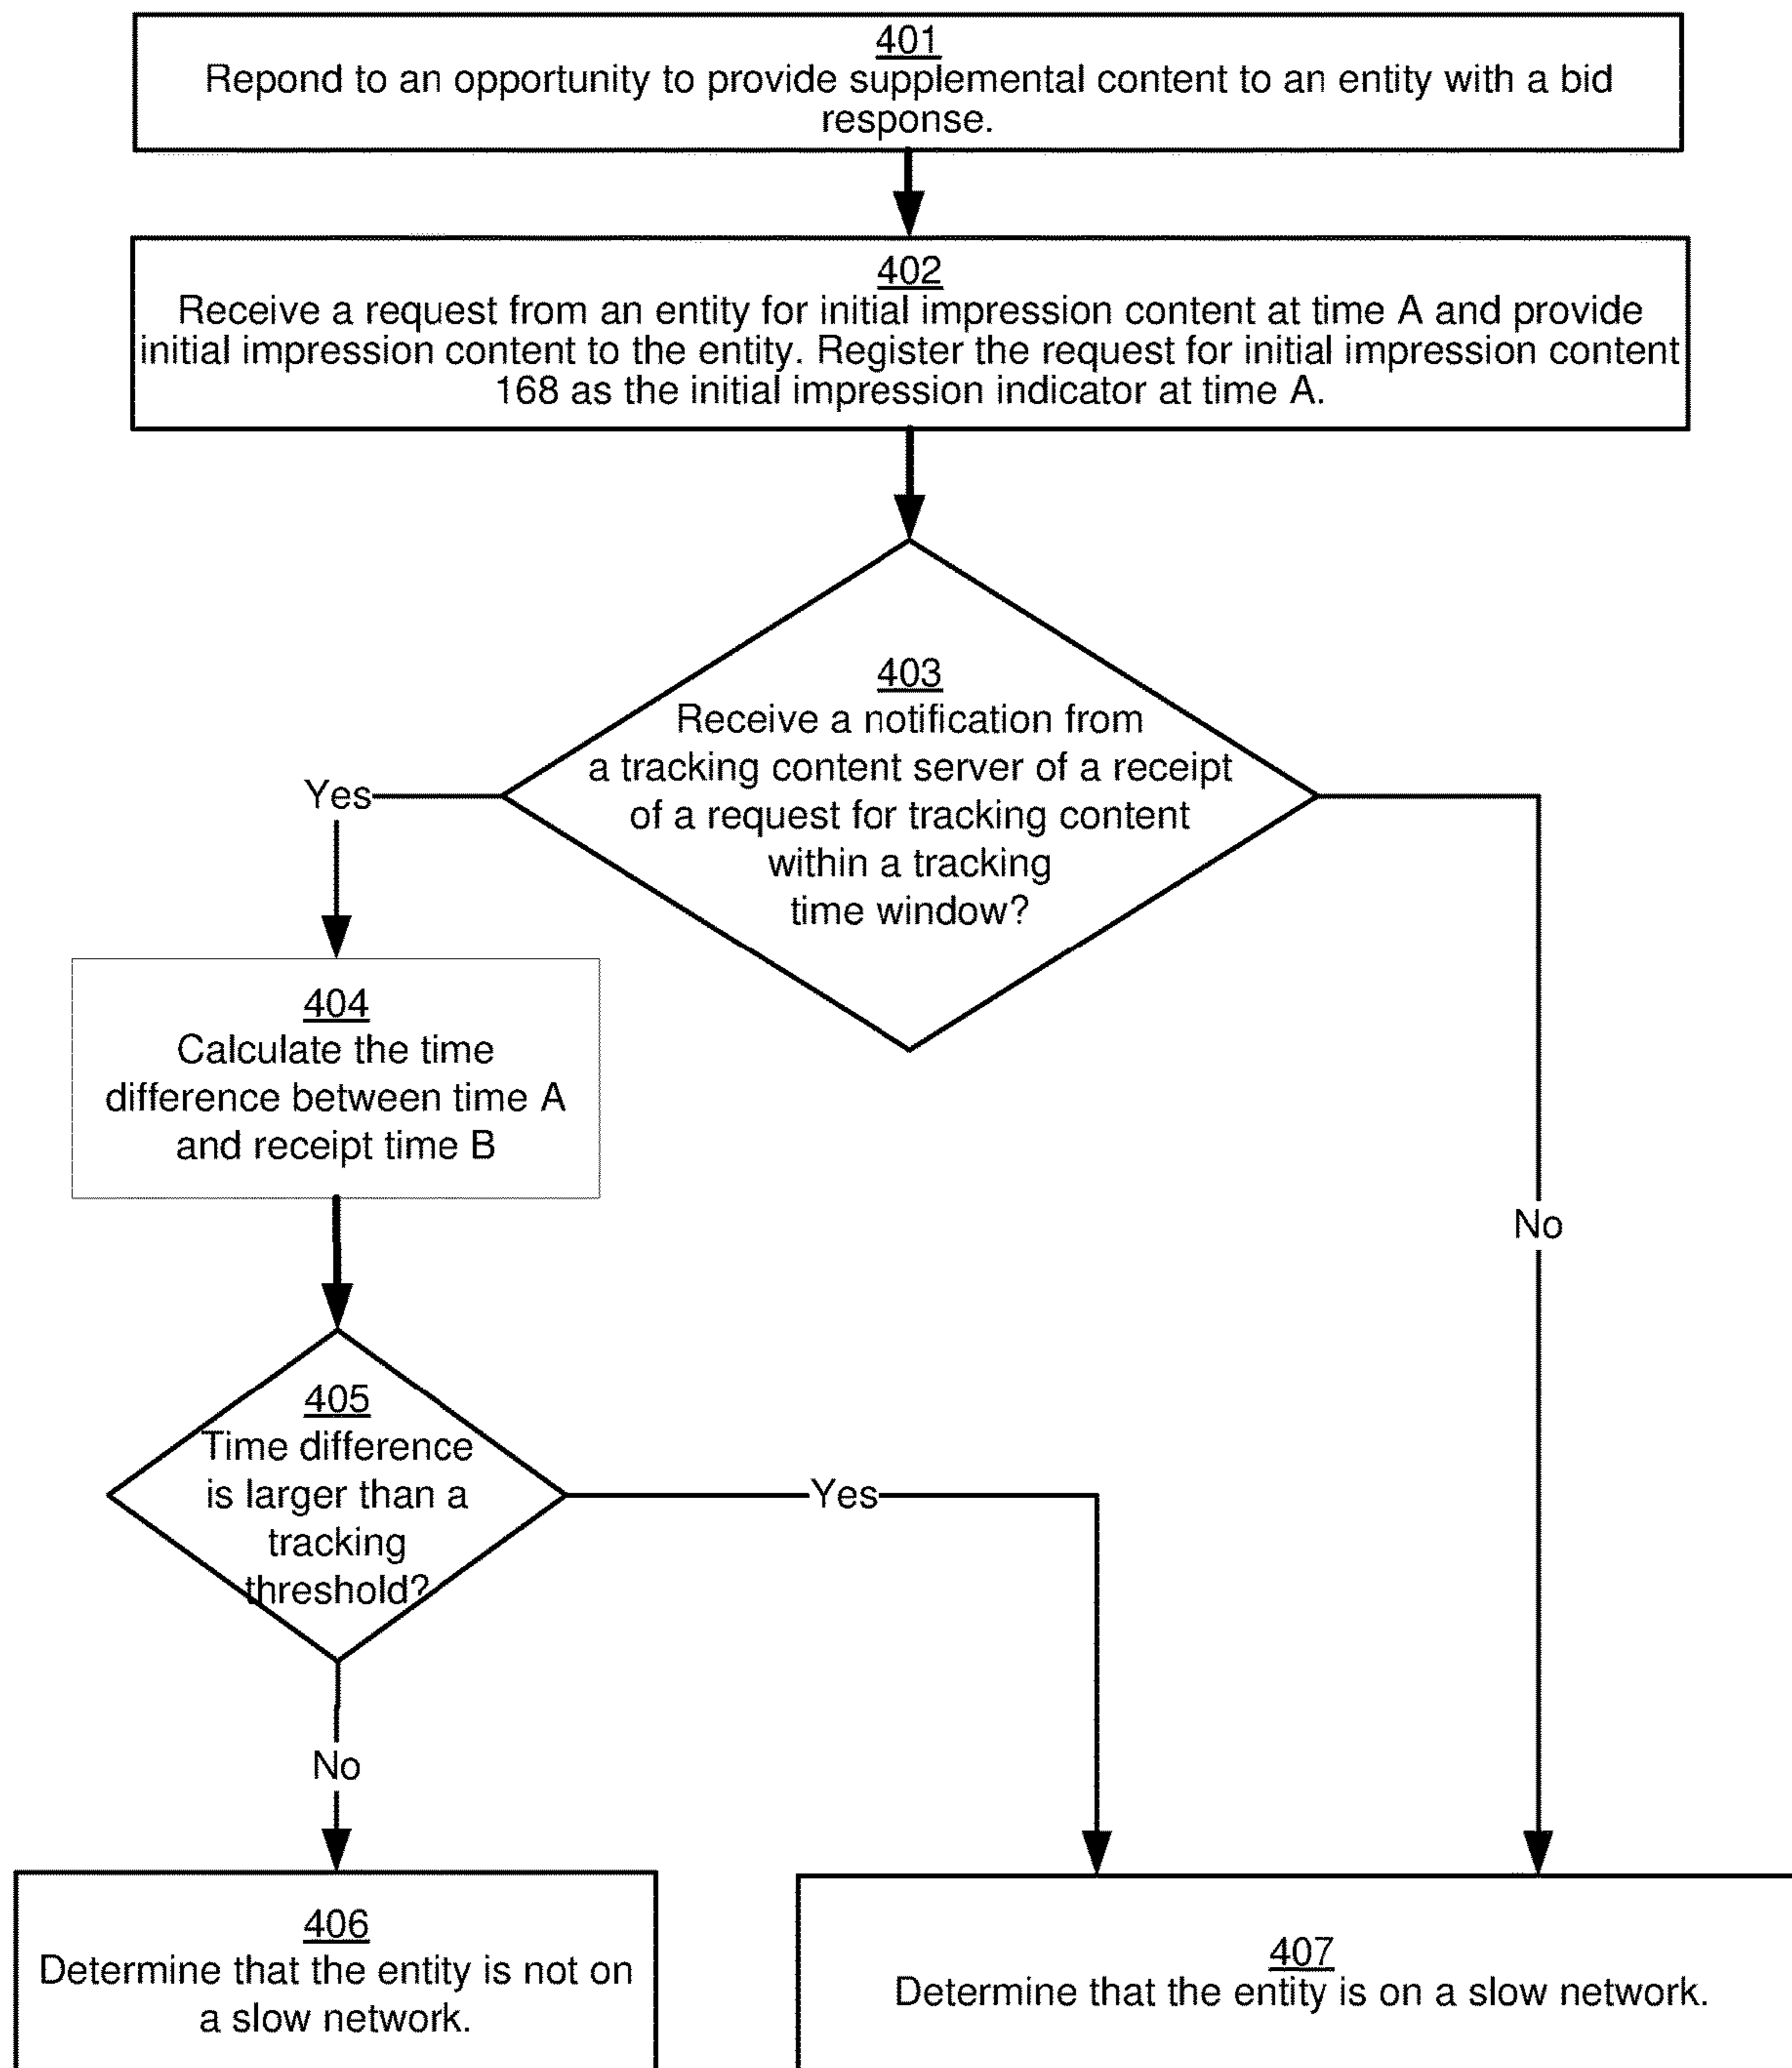 401
Repond to an opportunity to provide supplemental content to an entity with a bid
response.
402
Receive a request from an entity for initial impression content at time A and provide
initial impression content to the entity. Register the request for initial impression content
168 as the initial impression indicator at time A.
403
Receive a notification from
a tracking content server of a receipt
of a request for tracking content
within a tracking
time window?
Yes
404
Calculate the time
difference between time A
and receipt time B
No
405
Time difference
is larger than a
tracking
threshold?
Yes
No
406
Determine that the entity is not on
a slow network.
407
Determine that the entity is on a slow network.